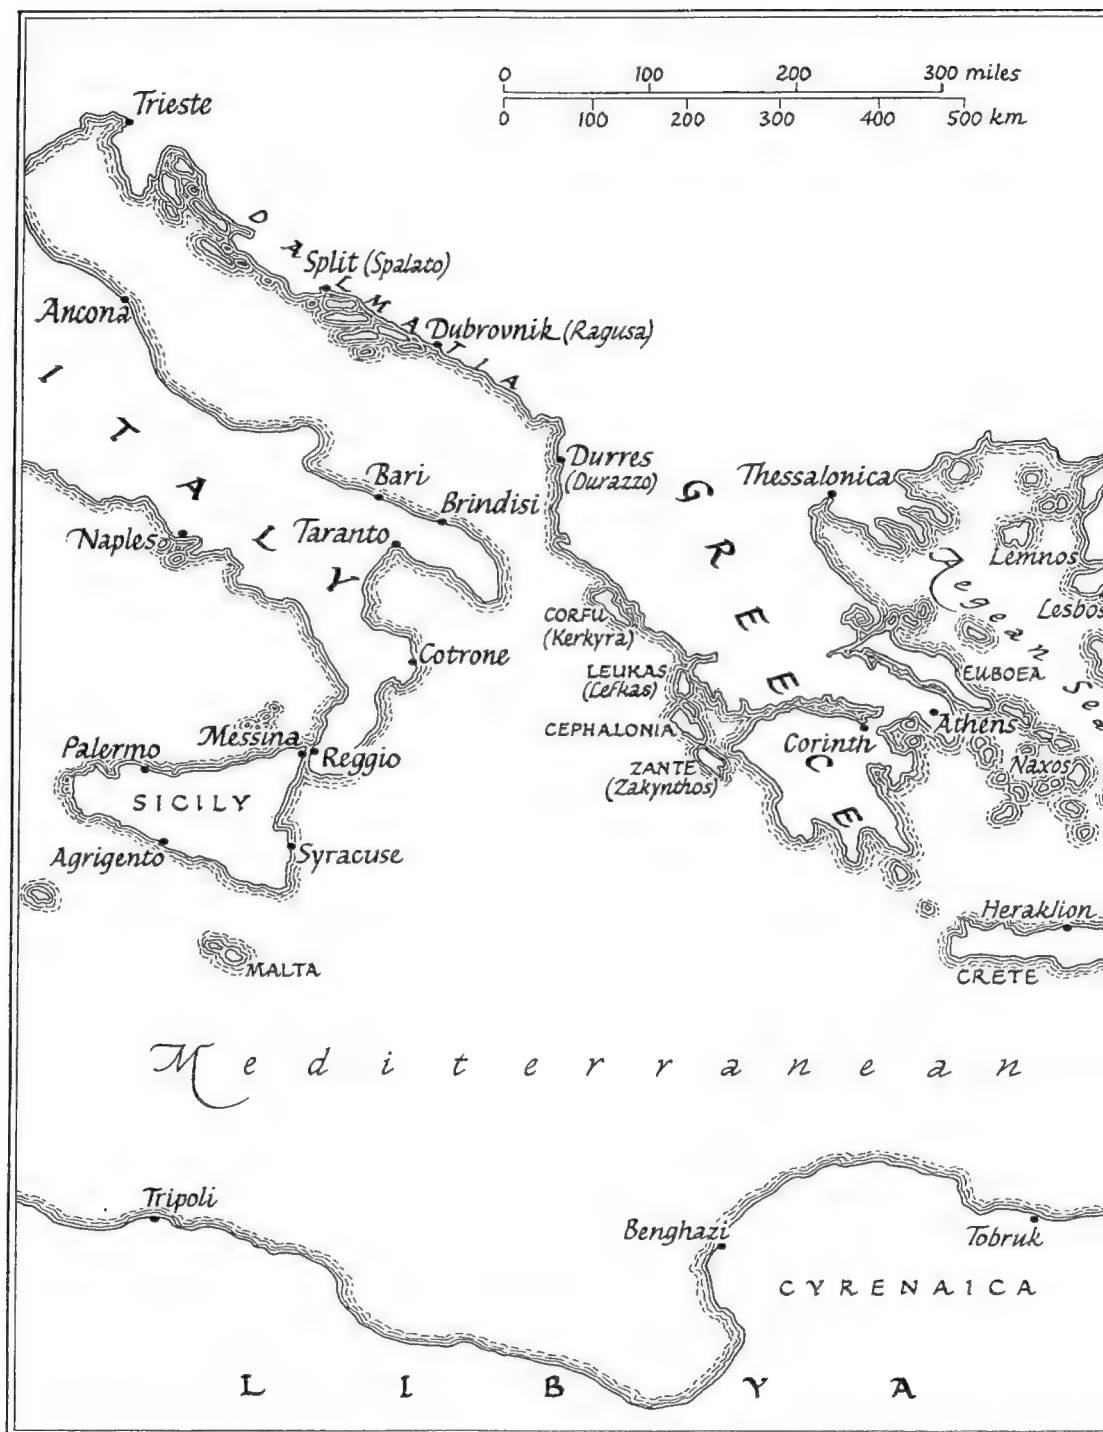 0 100 200 300 miles
0 100 200 300 400 500 km
Trieste
DALMATIA
Split (Spalato)
Ancona
Dubrovnik (Ragusa)
ITALY
Bari
Brindisi
Durres
(Durazzo)
GREECE
Thessalonica
Naples
Taranto
Lemnos
Aegean Sea
Lesbos
CORFU
(Kerkyra)
Cotrone
LEUKAS
(Lefkas)
EUBOEA
CEPHALONIA
Athens
Messina
Reggio
Corinth
Palermo
ZANTE
(Zakynthos)
Naxos
SICILY
Agrigento
Syracuse
Heraklion
MALTA
CRETE
Mediterranean
Tripoli
Benghazi
Tobruk
CYRENAICA
LIBYA